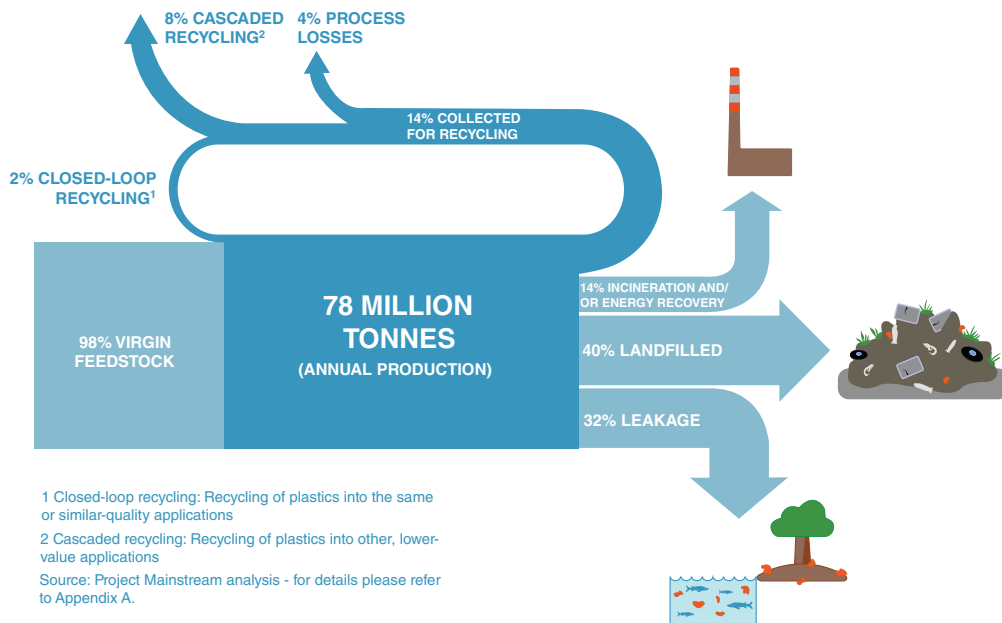 8% CASCADED
RECYCLING²
4% PROCESS
LOSSES
14% COLLECTED
FOR RECYCLING
2% CLOSED-LOOP
RECYCLING¹
98% VIRGIN
FEEDSTOCK
78 MILLION
TONNES
(ANNUAL PRODUCTION)
14% INCINERATION AND/
OR ENERGY RECOVERY
40% LANDFILLED
32% LEAKAGE
1 Closed-loop recycling: Recycling of plastics into the same
or similar-quality applications
2 Cascaded recycling: Recycling of plastics into other, lower-
value applications
Source: Project Mainstream analysis - for details please refer
to Appendix A.